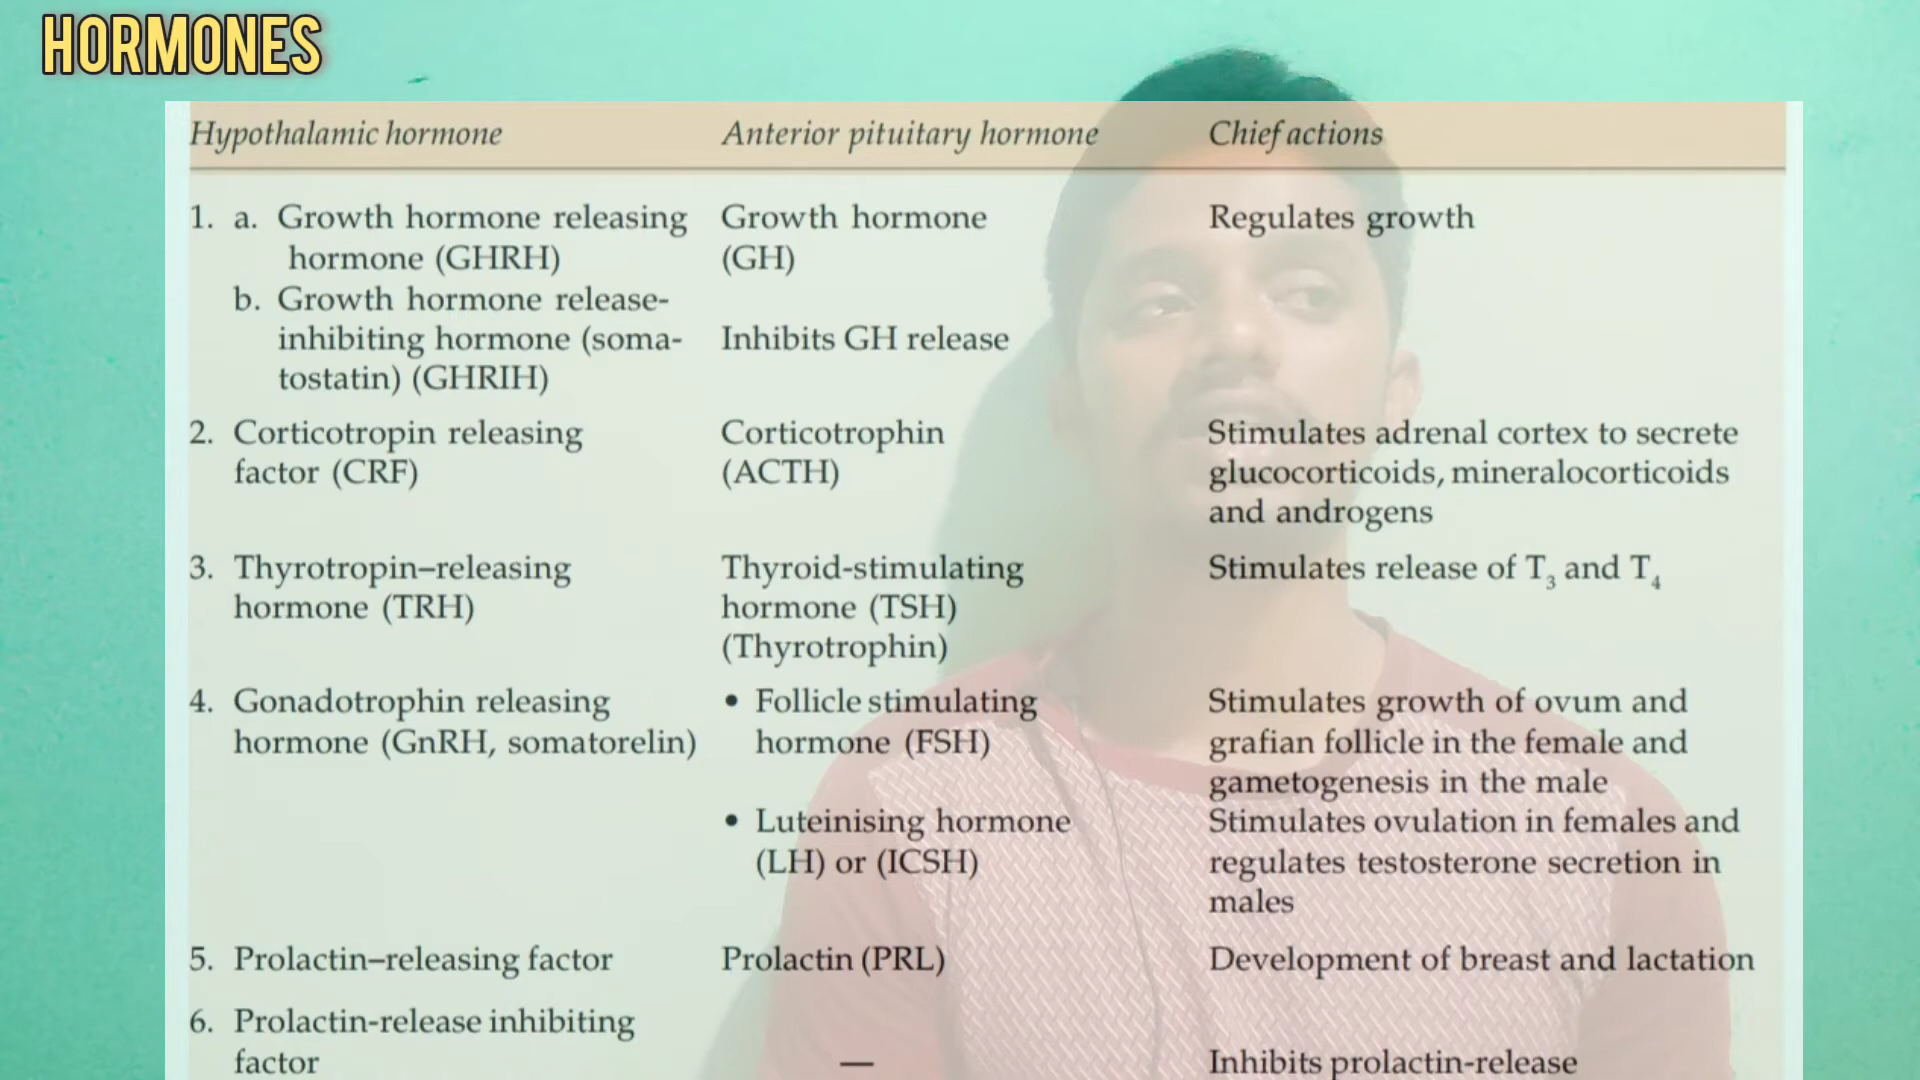 HORMONES
Hypothalamic hormone Anterior pituitary hormone Chief actions
1. a. Growth hormone releasing Growth hormone Regulates growth
hormone (GHRH) (GH)
b. Growth hormone release-
inhibiting hormone (soma- Inhibits GH release
tostatin) (GHRIH)
2. Corticotropin releasing Corticotrophin Stimulates adrenal cortex to secrete
factor (CRF) (ACTH) glucocorticoids, mineralocorticoids
and androgens
3. Thyrotropin–releasing Thyroid-stimulating Stimulates release of T3 and T4
hormone (TRH) hormone (TSH)
(Thyrotrophin)
4. Gonadotrophin releasing • Follicle stimulating Stimulates growth of ovum and
hormone (GnRH, somatorelin) hormone (FSH) grafian follicle in the female and
gametogenesis in the male
• Luteinising hormone Stimulates ovulation in females and
(LH) or (ICSH) regulates testosterone secretion in
males
5. Prolactin–releasing factor Prolactin (PRL) Development of breast and lactation
6. Prolactin-release inhibiting
factor — Inhibits prolactin-release